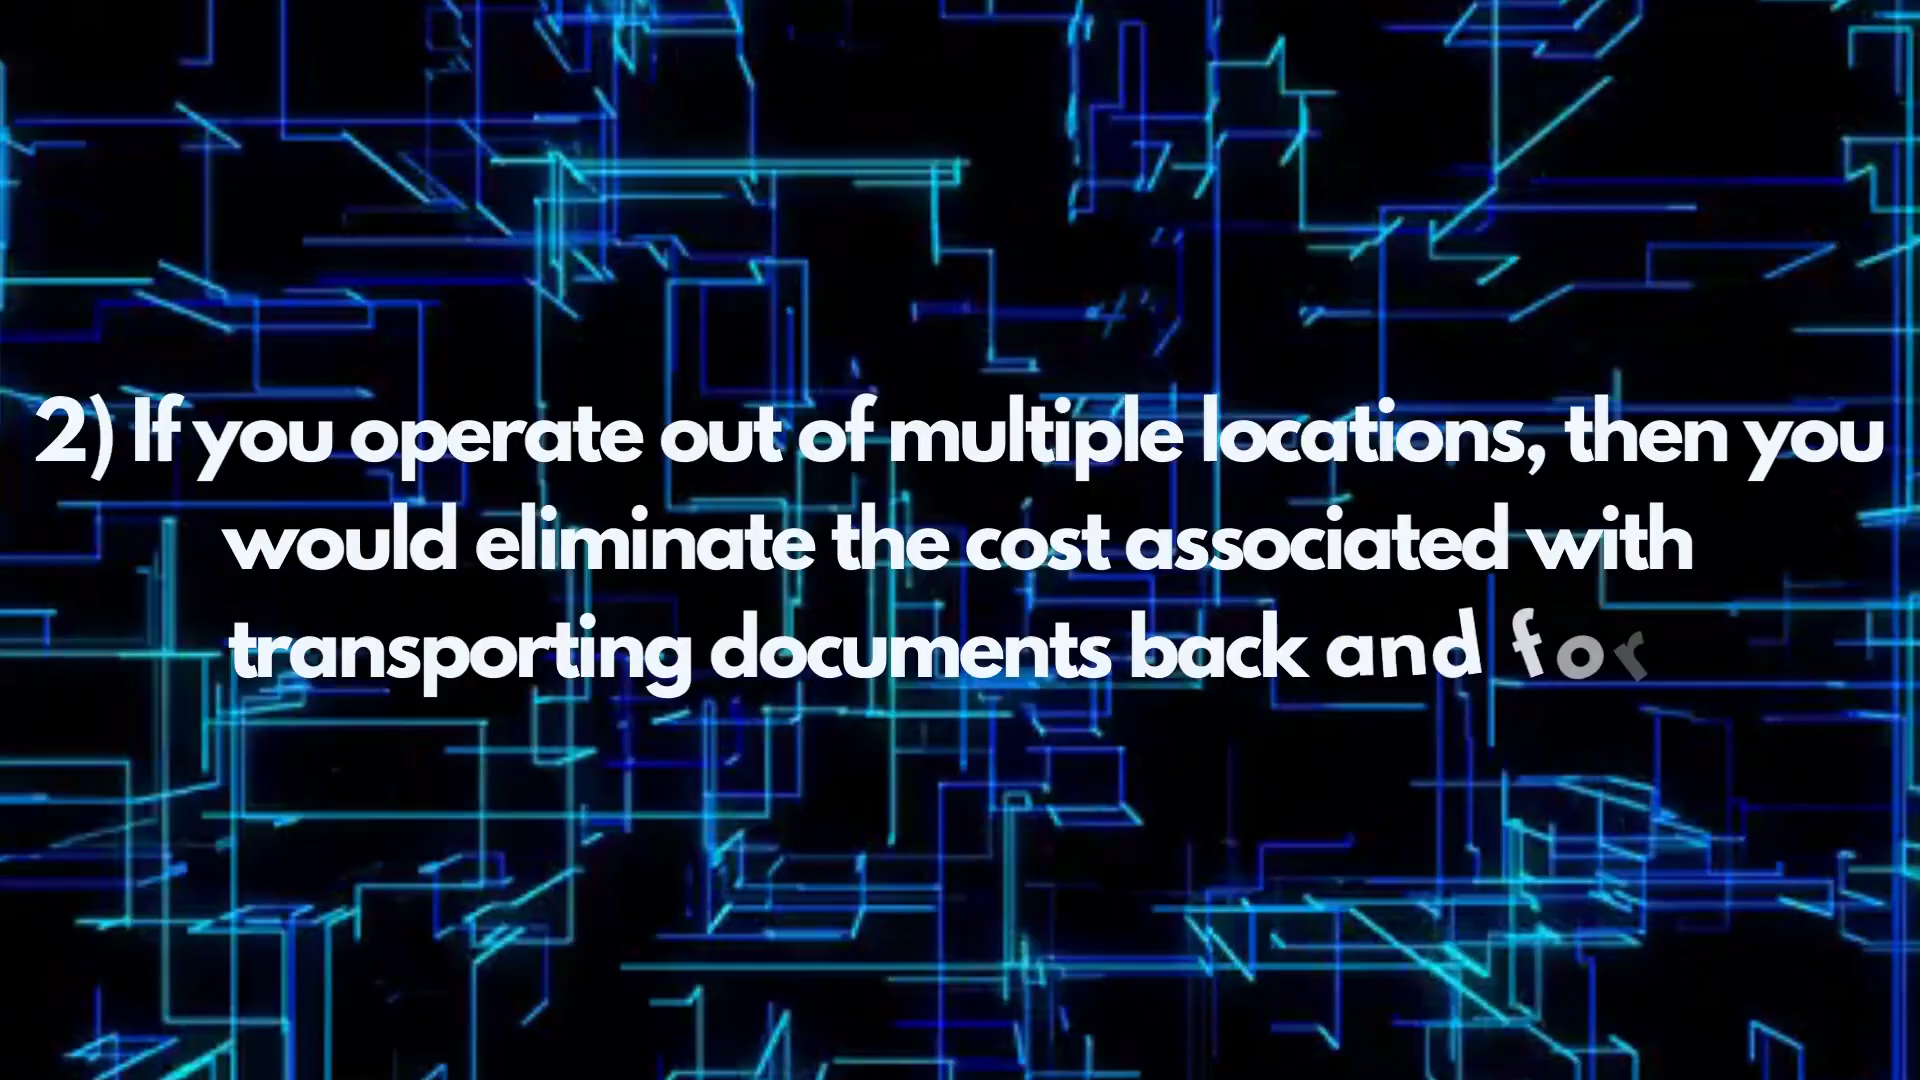 2) If you operate out of multiple locations, then you
would eliminate the cost associated with
transporting documents back and for